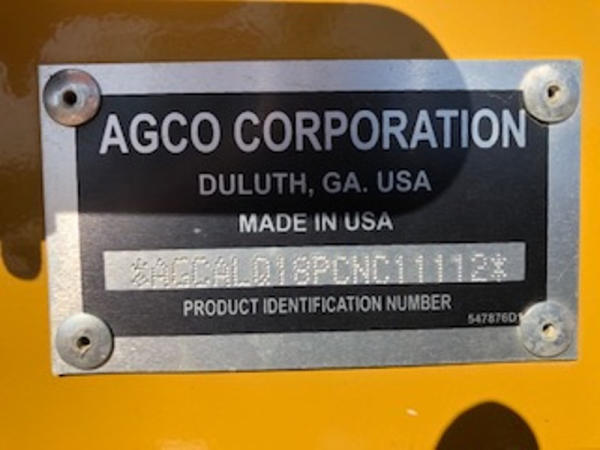 AGCO CORPORATION
DULUTH, GA. USA
MADE IN USA
*AGCALQ18PCNC11112*
PRODUCT IDENTIFICATION NUMBER
547876D1